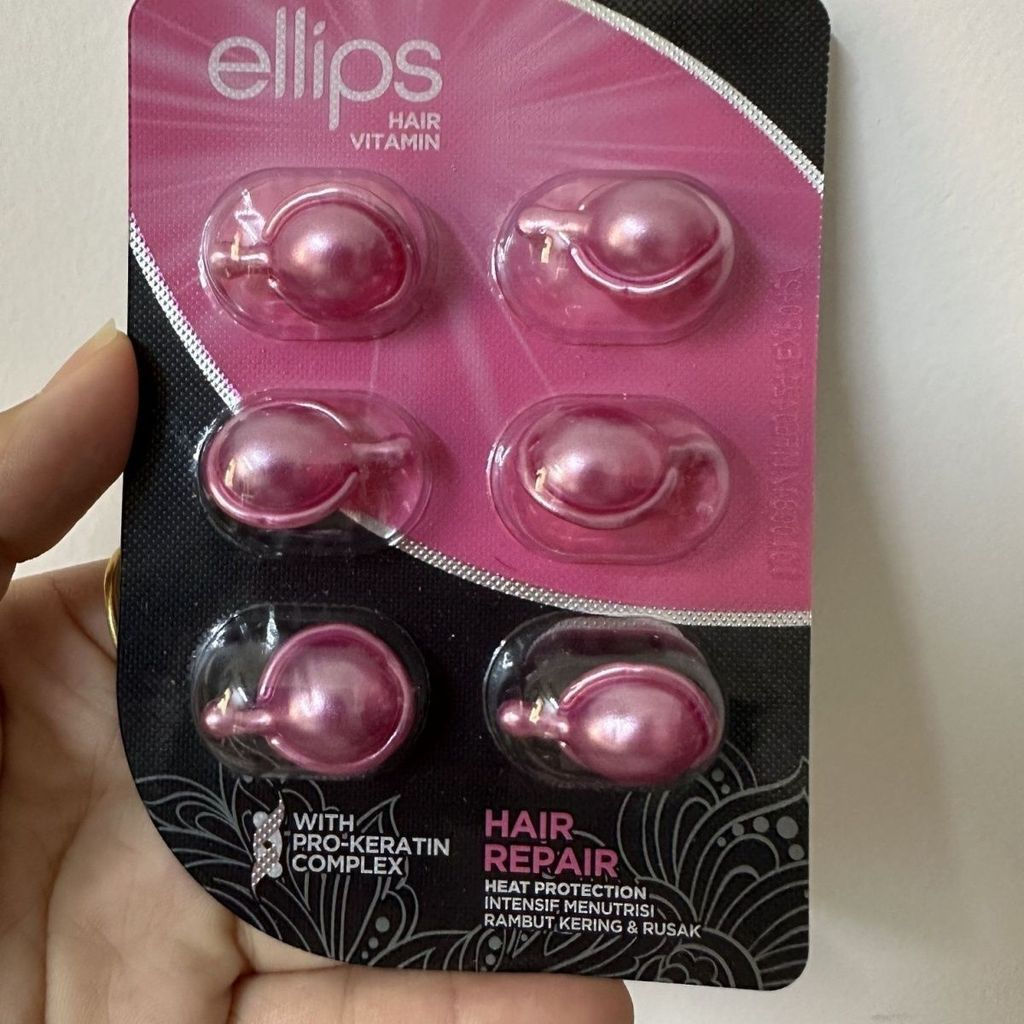 ellips
HAIR
VITAMIN
WITH
PRO-KERATIN
COMPLEX
HAIR
REPAIR
HEAT PROTECTION
INTENSIF MENUTRISI
RAMBUT KERING & RUSAK